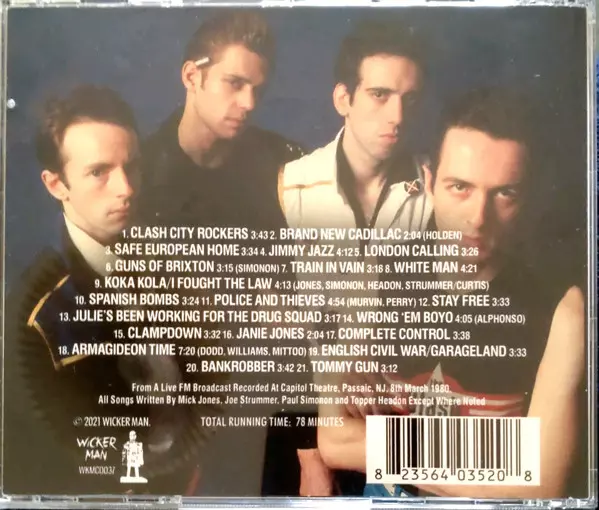 1. CLASH CITY ROCKERS 3:43 2. BRAND NEW CADILLAC 2:04 (HOLDEN)
3. SAFE EUROPEAN HOME 3:34 4. JIMMY JAZZ 4:12 5. LONDON CALLING 3:26
6. GUNS OF BRIXTON 3:15 (SIMONON) 7. TRAIN IN VAIN 3:18 8. WHITE MAN 4:21
9. KOKA KOLA/I FOUGHT THE LAW 4:13 (JONES, SIMONON, HEADON, STRUMMER/CURTIS)
10. SPANISH BOMBS 3:24 11. POLICE AND THIEVES 4:54 (MURVIN, PERRY) 12. STAY FREE 3:33
13. JULIE'S BEEN WORKING FOR THE DRUG SQUAD 3:17 14. WRONG 'EM BOYO 4:05 (ALPHONSO)
15. CLAMPDOWN 3:32 16. JANIE JONES 2:04 17. COMPLETE CONTROL 3:38
18. ARMAGIDEON TIME 7:20 (DODD, WILLIAMS, MITTOO) 19. ENGLISH CIVIL WAR/GARAGELAND 3:33
20. BANKROBBER 3:42 21. TOMMY GUN 3:12
From A Live FM Broadcast Recorded At Capitol Theatre, Passaic, NJ, 8th March 1980.
All Songs Written By Mick Jones, Joe Strummer, Paul Simonon and Topper Headon Except Where Noted
℗ 2021 WICKER MAN. TOTAL RUNNING TIME: 78 MINUTES
WICKER
MAN
WKMCD037
8 23564 03520 8